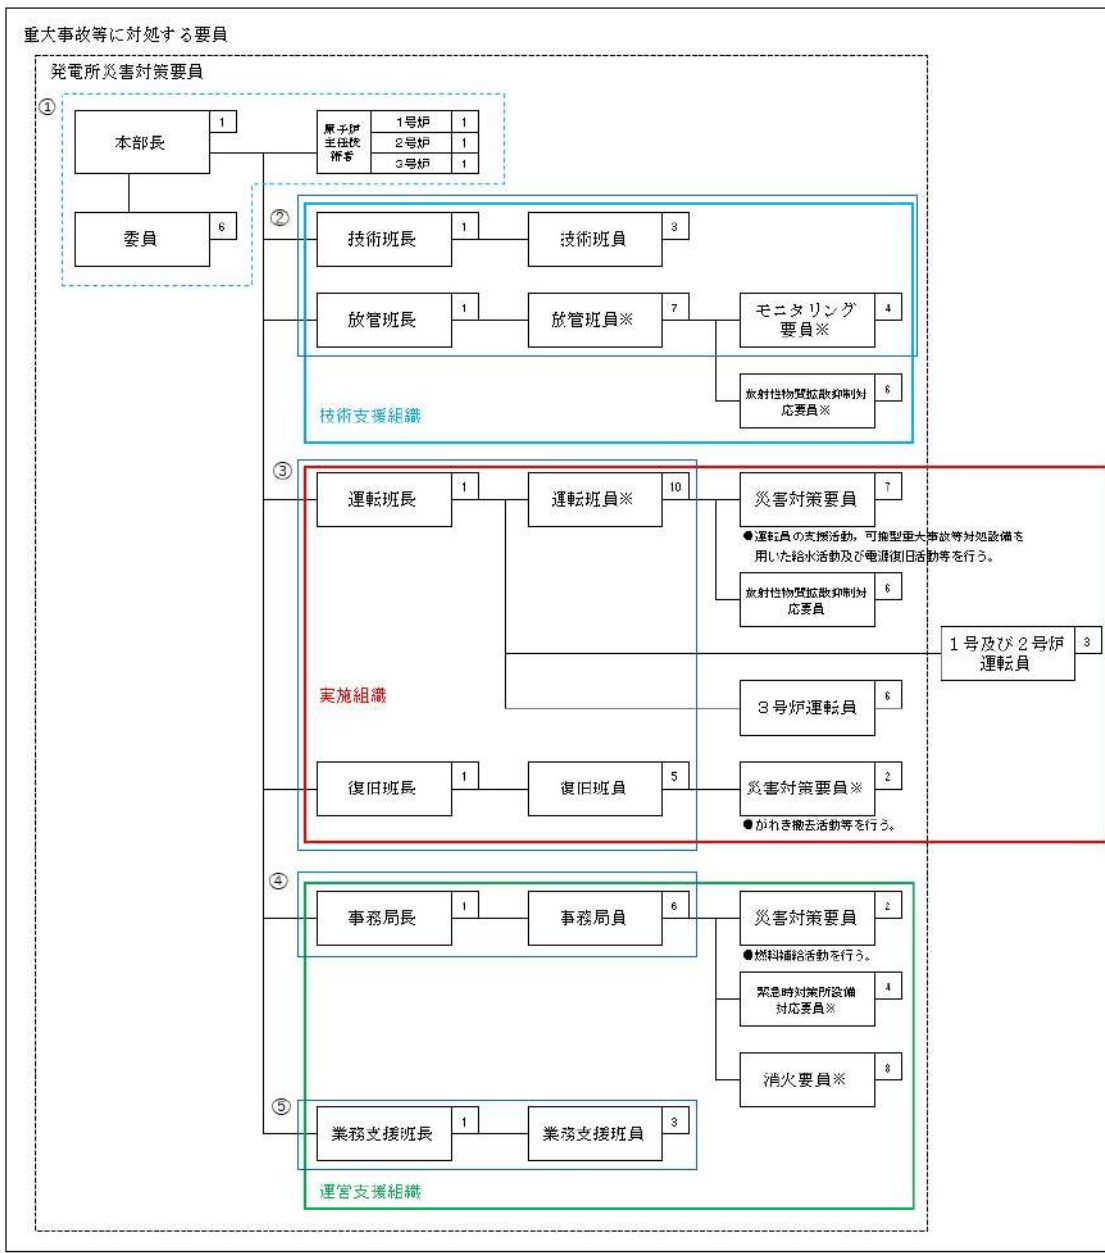 重大事故等に対処する要員
発電所災害対策要員
①
本部長
1
原子炉
主任技
術者
1号炉
1
2号炉
1
3号炉
1
委員
6
②
技術班長
1
技術班員
3
放管班長
1
放管班員※
7
モニタリング
要員※
4
放射性物質拡散抑制対
応要員※
6
技術支援組織
③
運転班長
1
運転班員※
10
災害対策要員
7
●運転員の支援活動，可搬型重大事故等対処設備を
用いた給水活動及び電源復旧活動等を行う。
放射性物質拡散抑制対
応要員
6
1号及び2号炉
運転員
3
実施組織
3号炉運転員
6
復旧班長
1
復旧班員
5
災害対策要員※
2
●がれき撤去活動等を行う。
④
事務局長
1
事務局員
6
災害対策要員
2
●燃料補給活動を行う。
緊急時対策所設備
対応要員※
4
消火要員※
8
⑤
業務支援班長
1
業務支援班員
3
運営支援組織